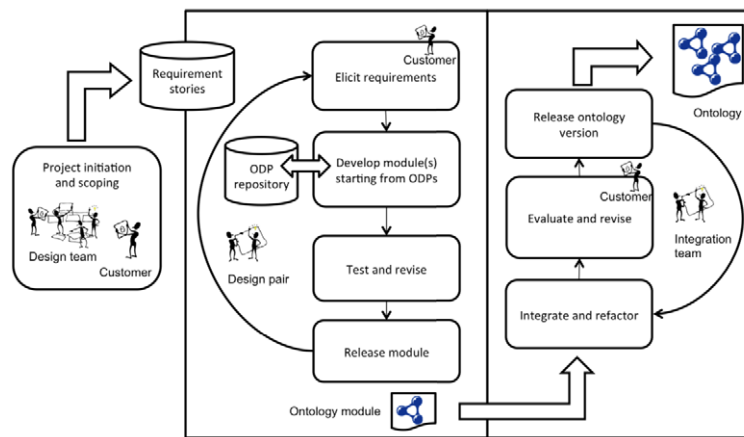 Project initiation
and scoping
Design team
Customer
Requirement
stories
Customer
Elicit requirements
ODP
repository
Develop module(s)
starting from ODPs
Design pair
Test and revise
Release module
Ontology module
Ontology
Release ontology
version
Customer
Evaluate and revise
Integration
team
Integrate and refactor